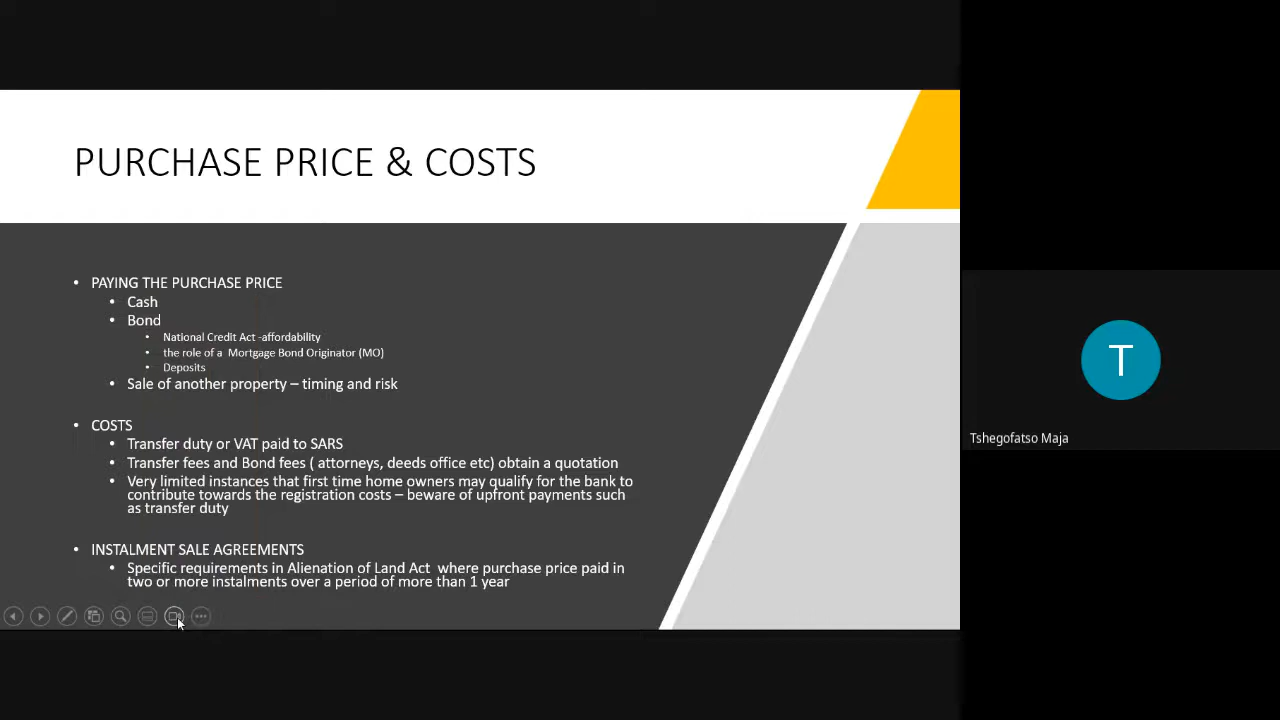 PURCHASE PRICE & COSTS
• PAYING THE PURCHASE PRICE
• Cash
• Bond
• National Credit Act -affordability
• the role of a Mortgage Bond Originator (MO)
• Deposits
• Sale of another property – timing and risk
• COSTS
• Transfer duty or VAT paid to SARS
• Transfer fees and Bond fees ( attorneys, deeds office etc) obtain a quotation
• Very limited instances that first time home owners may qualify for the bank to
contribute towards the registration costs – beware of upfront payments such
as transfer duty
• INSTALMENT SALE AGREEMENTS
• Specific requirements in Alienation of Land Act where purchase price paid in
two or more instalments over a period of more than 1 year
T
Tshegofatso Maja